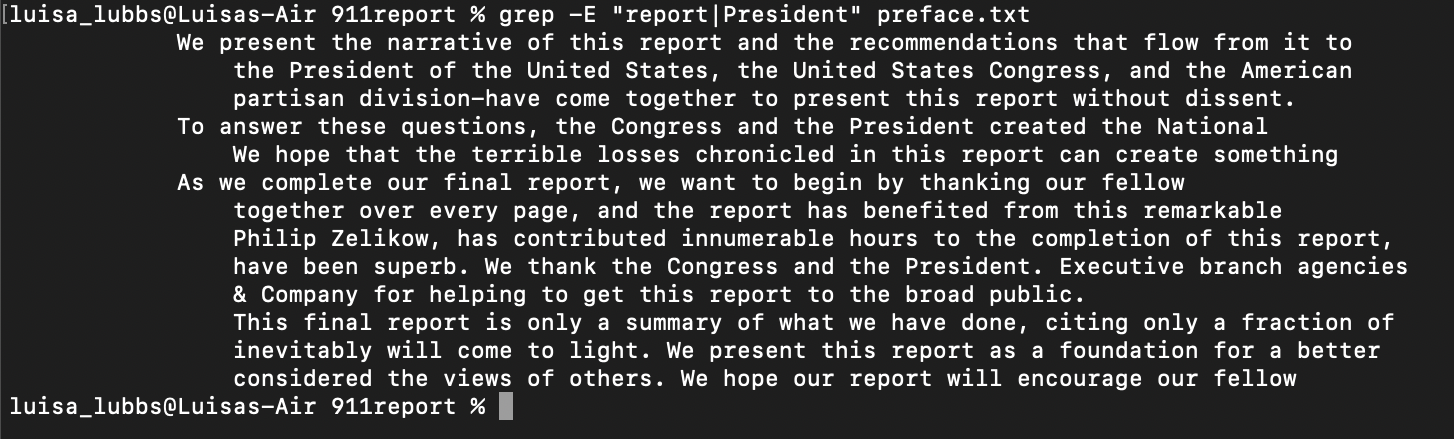 [luisa_lubbs@Luisas-Air 911report % grep -E "report|President" preface.txt
We present the narrative of this report and the recommendations that flow from it to
the President of the United States, the United States Congress, and the American
partisan division-have come together to present this report without dissent.
To answer these questions, the Congress and the President created the National
We hope that the terrible losses chronicled in this report can create something
As we complete our final report, we want to begin by thanking our fellow
together over every page, and the report has benefited from this remarkable
Philip Zelikow, has contributed innumerable hours to the completion of this report,
have been superb. We thank the Congress and the President. Executive branch agencies
& Company for helping to get this report to the broad public.
This final report is only a summary of what we have done, citing only a fraction of
inevitably will come to light. We present this report as a foundation for a better
considered the views of others. We hope our report will encourage our fellow
luisa_lubbs@Luisas-Air 911report %